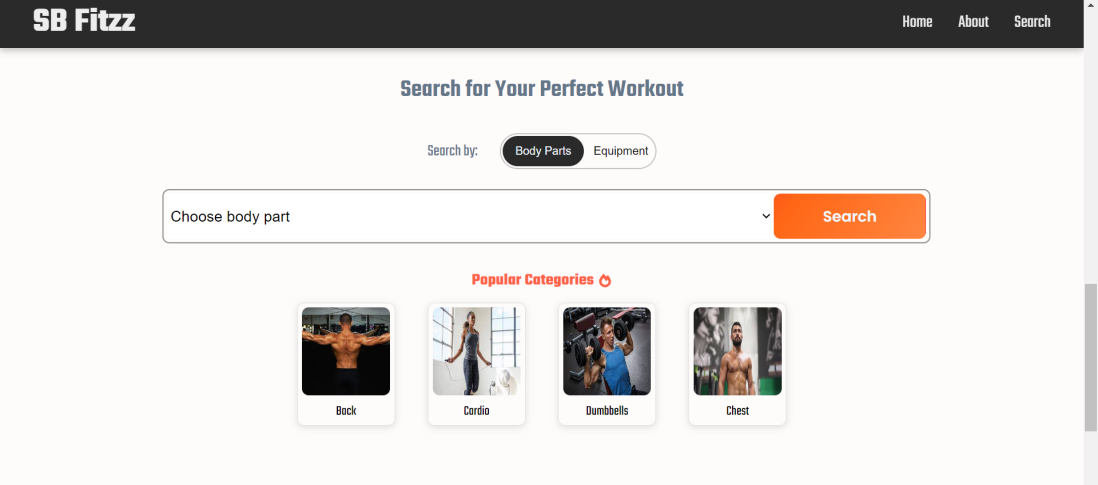 SB Fitzz
Home About Search
Search for Your Perfect Workout
Search by: Body Parts Equipment
Choose body part Search
Popular Categories
Back Cardio Dumbbells Chest